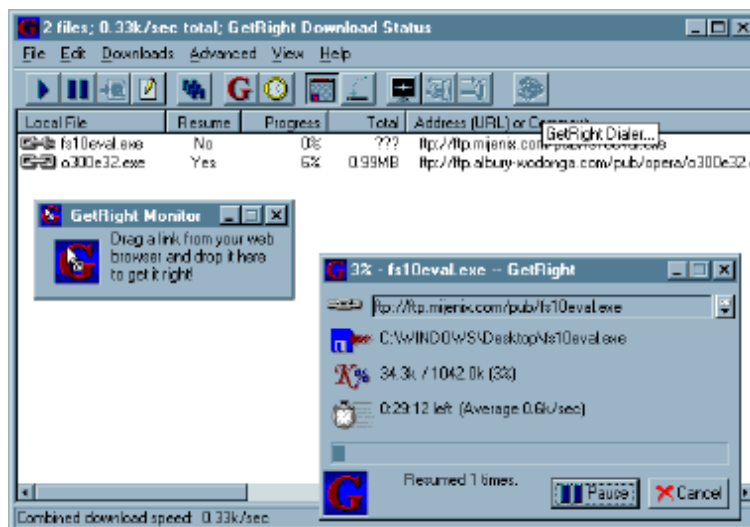 2 files; 0.33k/sec total; GetRight Download Status
File Edit Downloads Advanced View Help
Local File Resume Progress Total Address (URL) or Comment
GetRight Dialer...
fs10eval.exe No 0% ??? ftp://ftp.mijenix.com/pub/fs10eval.exe
o300e32.exe Yes 6% 0.99MB ftp://ftp.albury-wodonga.com/pub/opera/o300e32.
GetRight Monitor
Drag a link from your web
browser and drop it here
to get it right!
3% - fs10eval.exe -- GetRight
ftp://ftp.mijenix.com/pub/fs10eval.exe
C:\WINDOWS\Desktop\fs10eval.exe
34.3k / 1042.0k (3%)
0:29:12 left (Average 0.6k/sec)
Resumed 1 times.
Pause Cancel
Combined download speed: 0.33k/sec